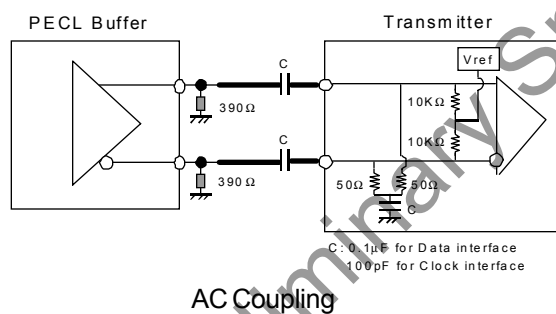 PECL Buffer
Transmitter
Vref
C
10KΩ
390Ω
10KΩ
C
50Ω
50Ω
390Ω
C
C: 0.1μF for Data interface
100pF for Clock interface
AC Coupling